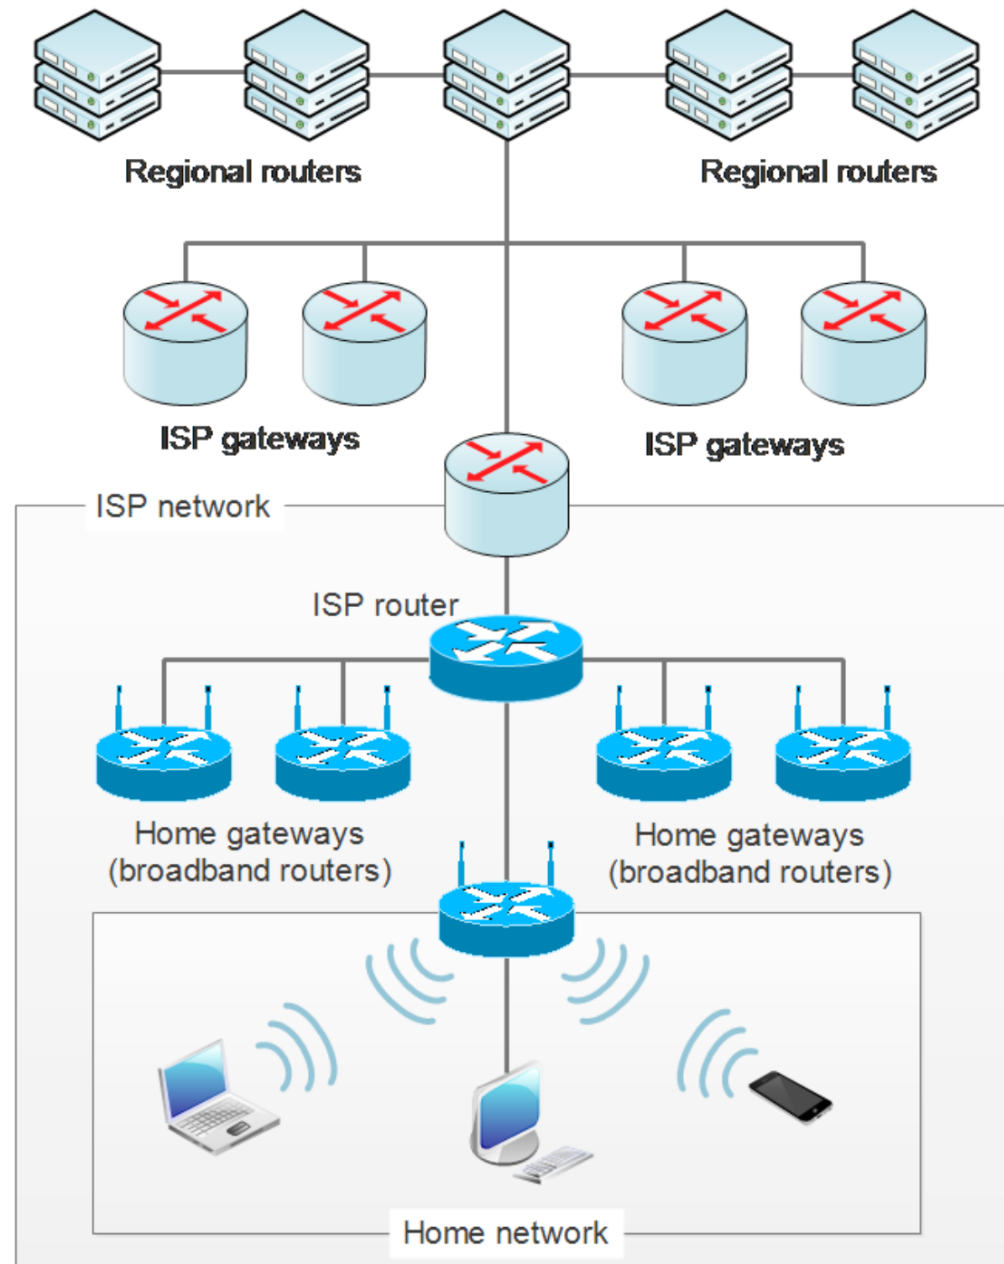 Regional routers
Regional routers
ISP gateways
ISP gateways
ISP network
ISP router
Home gateways
(broadband routers)
Home gateways
(broadband routers)
Home network